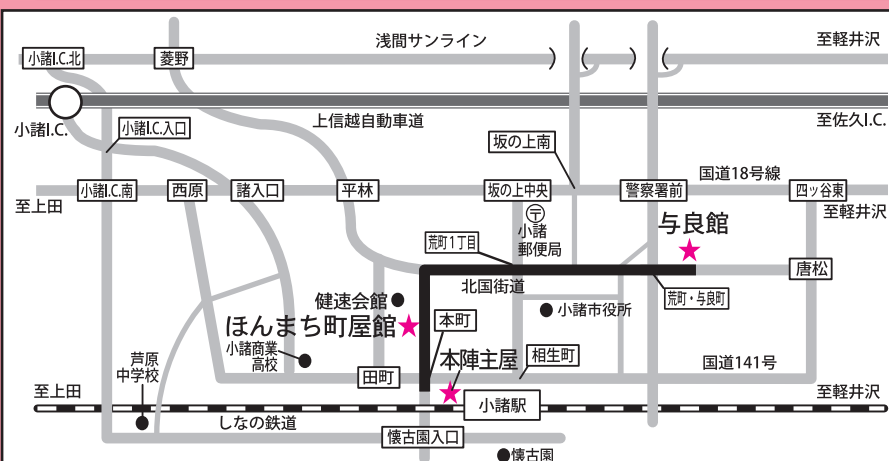 浅間サンライン
至軽井沢
小諸I.C.北
菱野
小諸I.C.
小諸I.C.入口
上信越自動車道
至佐久I.C.
坂の上南
国道18号線
小諸I.C.南
西原
諸入口
平林
坂の上中央
警察署前
四ッ谷東
至上田
至軽井沢
〒
小諸
郵便局
与良館
荒町1丁目
北国街道
唐松
荒町・与良町
健速会館
ほんまち町屋館
本町
小諸市役所
小諸商業
高校
本陣主屋
相生町
国道141号
芦原
中学校
田町
至上田
至軽井沢
小諸駅
しなの鉄道
懐古園入口
懐古園